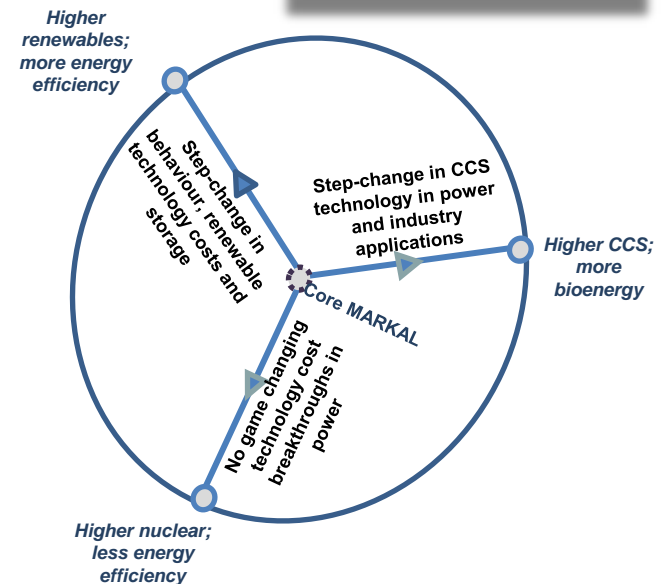 Higher
renewables;
more energy
efficiency
Step-change in
behaviour, renewable
technology costs and
storage
Step-change in CCS
technology in power
and industry
applications
Higher CCS;
more
bioenergy
Core MARKAL
No game changing
technology cost
breakthroughs in
power
Higher nuclear;
less energy
efficiency